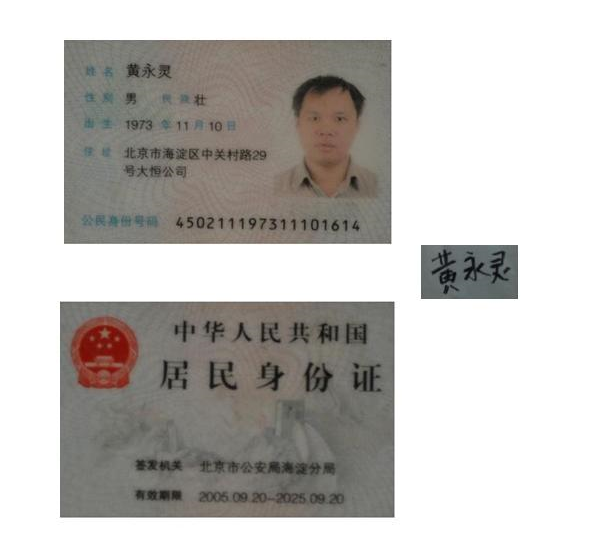 姓名 黄永灵
性别 男 民族 壮
出生 1973 年 11 月 10 日
住址 北京市海淀区中关村路29
号大恒公司
公民身份号码 450211197311101614
黄永灵
中华人民共和国
居民身份证
签发机关 北京市公安局海淀分局
有效期限 2005.09.20--2025.09.20